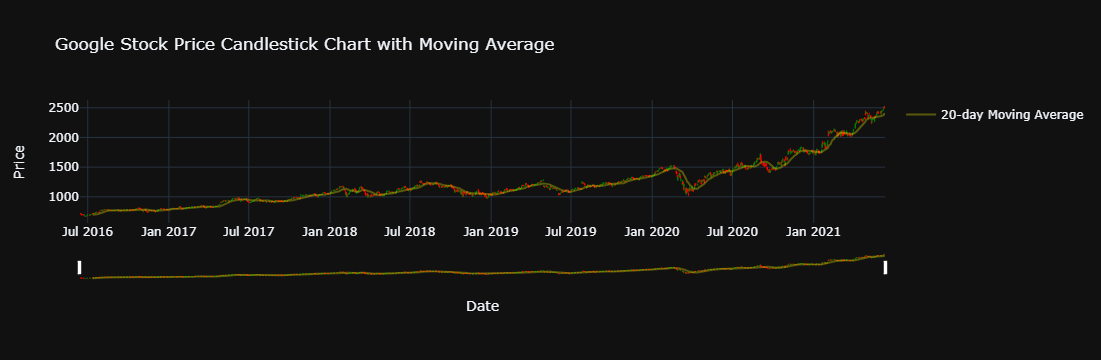 Google Stock Price Candlestick Chart with Moving Average
2500
2000
1500
1000
Price
20-day Moving Average
Jul 2016 Jan 2017 Jul 2017 Jan 2018 Jul 2018 Jan 2019 Jul 2019 Jan 2020 Jul 2020 Jan 2021
Date